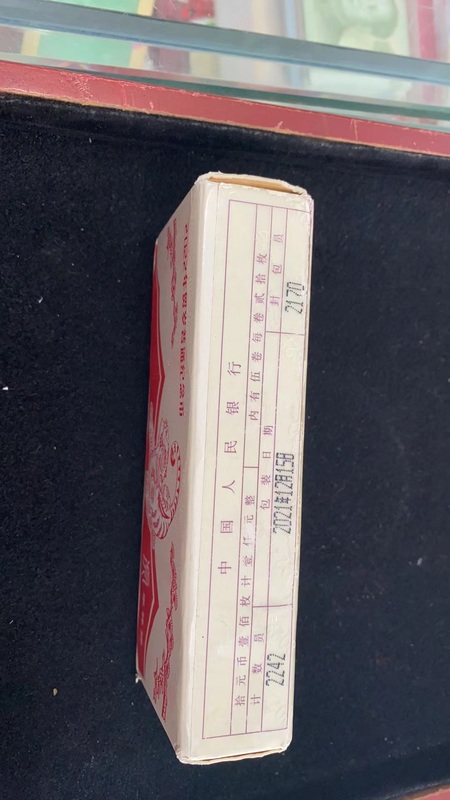 中国人民银行
拾元币壹佰枚计壹仟元整 内有伍卷每卷贰拾枚
计数员 包装日期 封包员
2242 2021年12月15日 2170